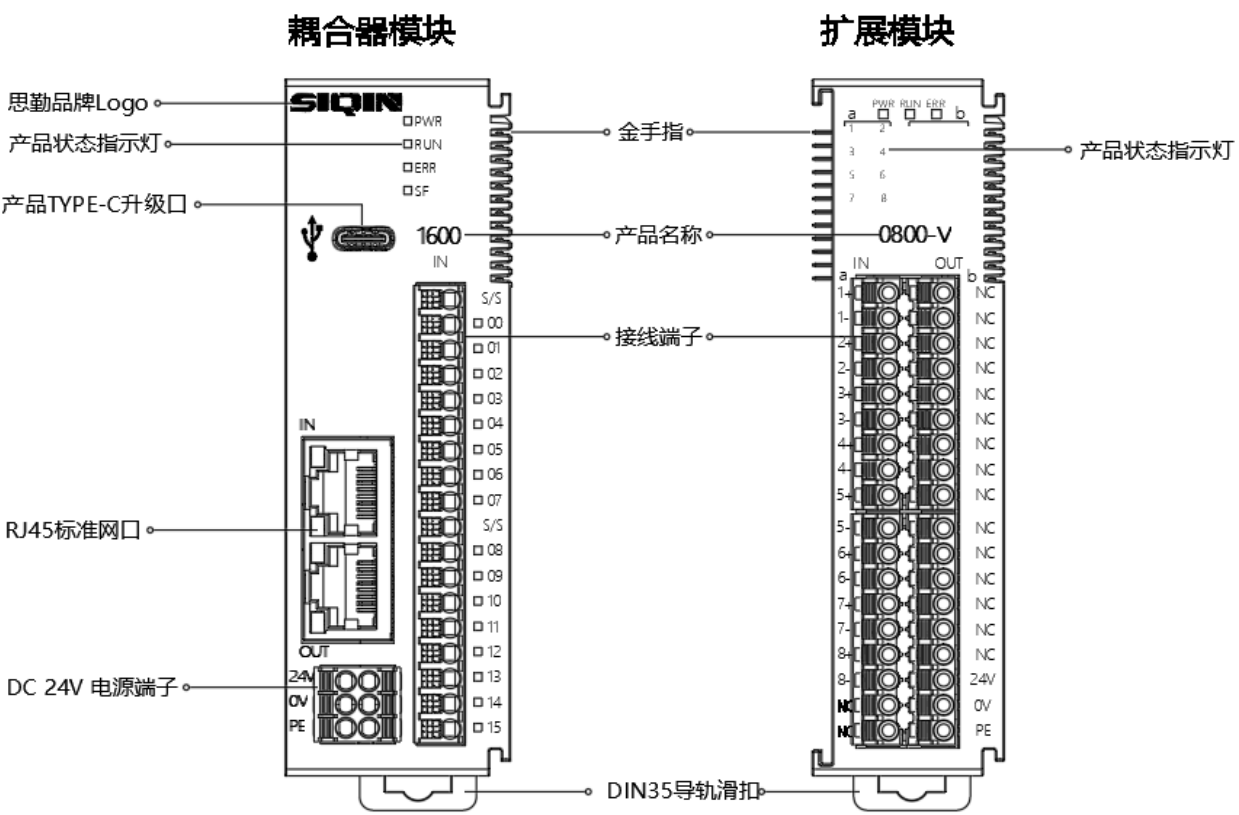 耦合器模块
扩展模块
思勤品牌Logo
产品状态指示灯
产品TYPE-C升级口
RJ45标准网口
DC 24V 电源端子
SIQIN
PWR
RUN
ERR
SF
1600
IN
S/S
00
01
02
03
04
05
06
07
S/S
08
09
10
11
12
13
14
15
IN
OUT
24V
0V
PE
金手指
产品名称
接线端子
DIN35导轨滑扣
PWR RUN ERR
a b
1 2
3 4
5 6
7 8
产品状态指示灯
0800-V
IN OUT
a b
1+ NC
1- NC
2+ NC
2- NC
3+ NC
3- NC
4+ NC
4- NC
5+ NC
5- NC
6+ NC
6- NC
7+ NC
7- NC
8+ NC
8- 24V
NC 0V
NC PE